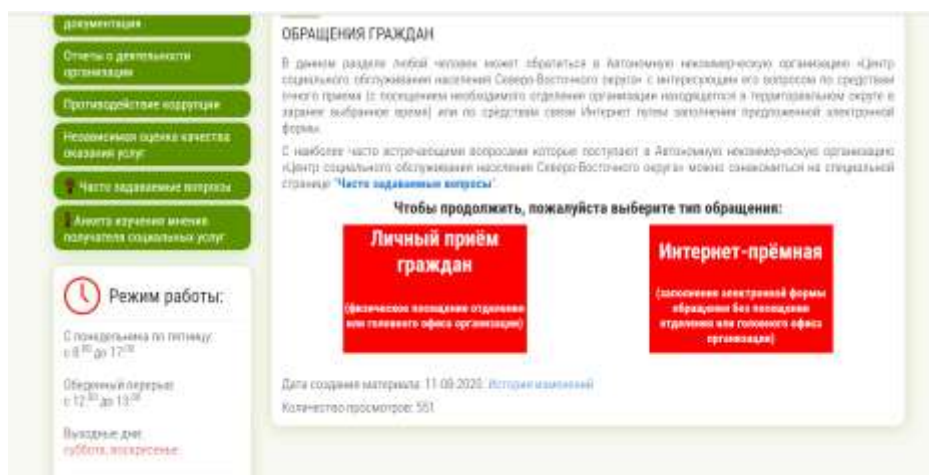 документация
Отчеты о деятельности
организации
Противодействие коррупции
Независимая оценка качества
оказания услуг
Часто задаваемые вопросы
Анкета изучения мнения
получателя социальных услуг
Режим работы:
С понедельника по пятницу:
с 8.00 до 17.00
Обеденный перерыв:
с 12.00 до 13.00
Выходные дни:
суббота, воскресенье.
ОБРАЩЕНИЯ ГРАЖДАН
В данном разделе любой человек может обратиться в Автономную некоммерческую организацию «Центр
социального обслуживания населения Северо-Восточного округа» с интересующим его вопросом по средствам
очного приема (с посещением необходимого отделения организации находящегося в территориальном округе в
заранее выбранное время) или по средствам связи Интернет путем заполнения предложенной электронной
формы.
С наиболее часто встречающими вопросами которые поступают в Автономную некоммерческую организацию
«Центр социального обслуживания населения Северо-Восточного округа» можно ознакомиться на специальной
странице "Часто задаваемые вопросы".
Чтобы продолжить, пожалуйста выберите тип обращения:
Личный приём
граждан
(физическое посещение отделения
или головного офиса организации)
Интернет-прёмная
(заполнение электронной формы
обращения без посещения
отделения или головного офиса
организации)
Дата создания материала: 11-09-2020. История изменений
Количество просмотров: 551